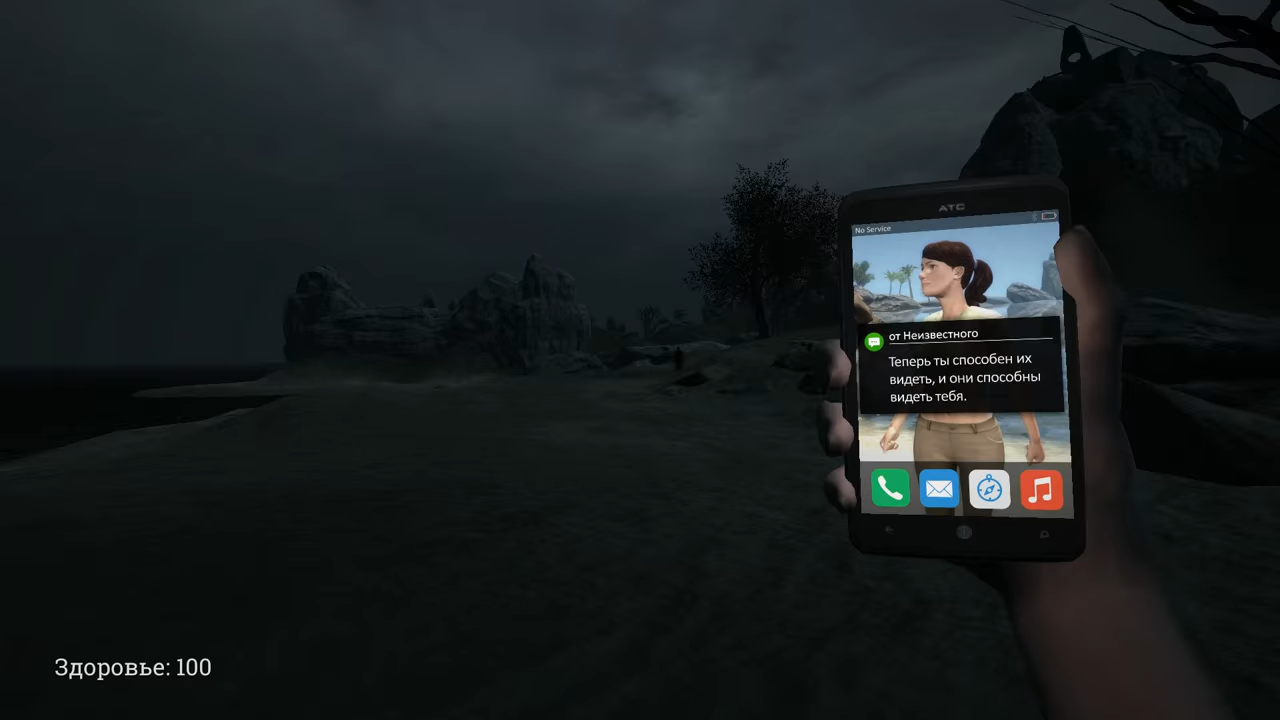 ATC
No Service
от Неизвестного
Теперь ты способен их
видеть, и они способны
видеть тебя.
Здоровье: 100